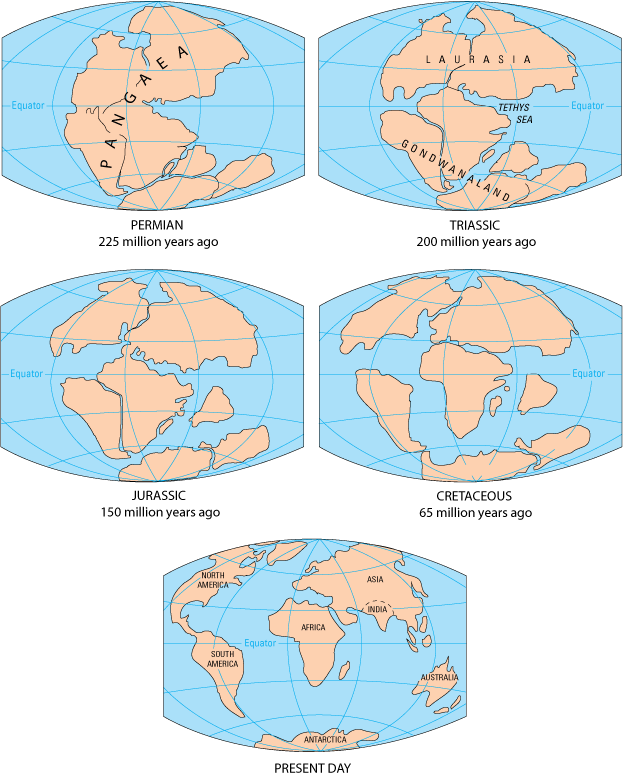 Equator
PANGAEA
PERMIAN
225 million years ago
LAURASIA
TETHYS
SEA
Equator
GONDWANALAND
TRIASSIC
200 million years ago
Equator
JURASSIC
150 million years ago
Equator
CRETACEOUS
65 million years ago
NORTH
AMERICA
ASIA
INDIA
AFRICA
Equator
SOUTH
AMERICA
AUSTRALIA
ANTARCTICA
PRESENT DAY